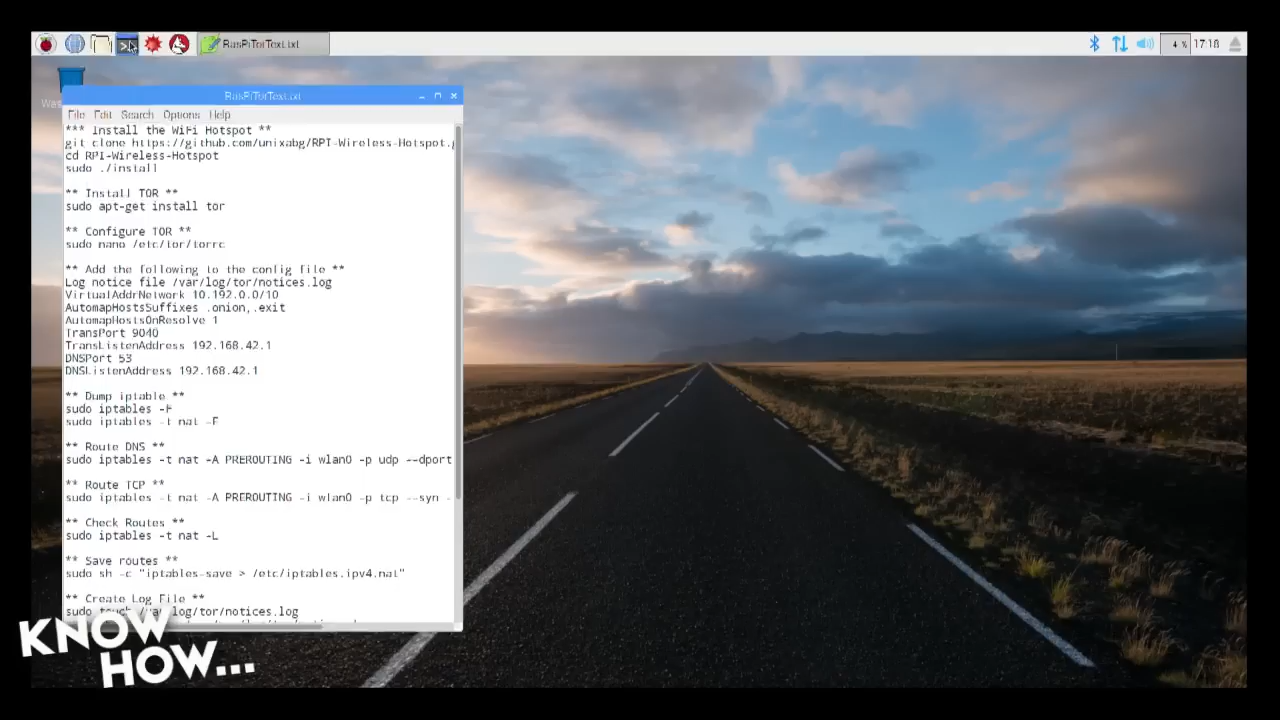 RasPiTorText.txt
4 %
17:18
Was
RasPiTorText.txt
File Edit Search Options Help
*** Install the WiFi Hotspot **
git clone https://github.com/unixabg/RPI-Wireless-Hotspot.g
cd RPI-Wireless-Hotspot
sudo ./install
** Install TOR **
sudo apt-get install tor
** Configure TOR **
sudo nano /etc/tor/torrc
** Add the following to the config file **
Log notice file /var/log/tor/notices.log
VirtualAddrNetwork 10.192.0.0/10
AutomapHostsSuffixes .onion,.exit
AutomapHostsOnResolve 1
TransPort 9040
TransListenAddress 192.168.42.1
DNSPort 53
DNSListenAddress 192.168.42.1
** Dump iptable **
sudo iptables -F
sudo iptables -t nat -F
** Route DNS **
sudo iptables -t nat -A PREROUTING -i wlan0 -p udp --dport
** Route TCP **
sudo iptables -t nat -A PREROUTING -i wlan0 -p tcp --syn -
** Check Routes **
sudo iptables -t nat -L
** Save routes **
sudo sh -c "iptables-save > /etc/iptables.ipv4.nat"
** Create Log File **
sudo touch /var/log/tor/notices.log
KNOW
HOW...